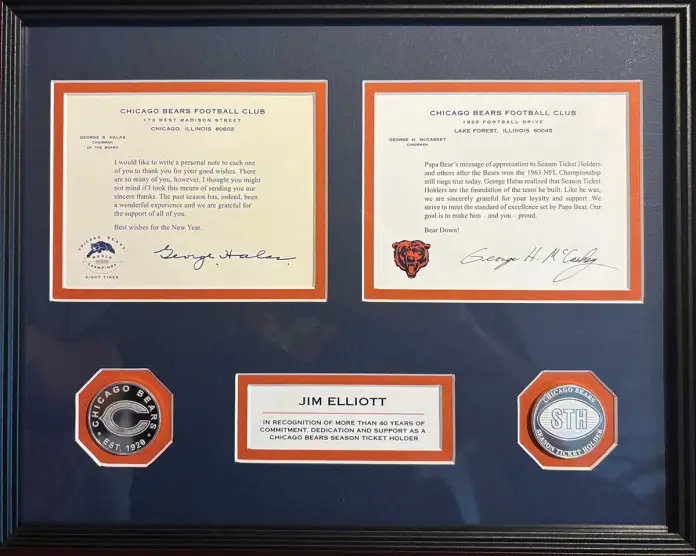 CHICAGO BEARS FOOTBALL CLUB
173 WEST MADISON STREET
CHICAGO, ILLINOIS 60602
GEORGE S. HALAS
CHAIRMAN
OF THE BOARD
I would like to write a personal note to each one
of you to thank you for your good wishes. There
are so many of you, however, I thought you might
not mind if I took this means of sending you our
sincere thanks. The past season has, indeed, been
a wonderful experience and we are grateful for
the support of all of you.
Best wishes for the New Year.
CHICAGO BEARS
WORLD
CHAMPIONS
EIGHT TIMES
George Halas
CHICAGO BEARS FOOTBALL CLUB
1920 FOOTBALL DRIVE
LAKE FOREST, ILLINOIS 60045
GEORGE H. McCASKEY
CHAIRMAN
Papa Bear's message of appreciation to Season Ticket Holders
and others after the Bears won the 1963 NFL Championship
still rings true today. George Halas realized that Season Ticket
Holders are the foundation of the team he built. Like he was,
we are sincerely grateful for your loyalty and support. We
strive to meet the standard of excellence set by Papa Bear. Our
goal is to make him – and you – proud.
Bear Down!
George H. McCaskey
CHICAGO BEARS
C
• EST. 1920 •
JIM ELLIOTT
IN RECOGNITION OF MORE THAN 40 YEARS OF
COMMITMENT, DEDICATION AND SUPPORT AS A
CHICAGO BEARS SEASON TICKET HOLDER
CHICAGO BEARS
STH
SEASON TICKET HOLDER